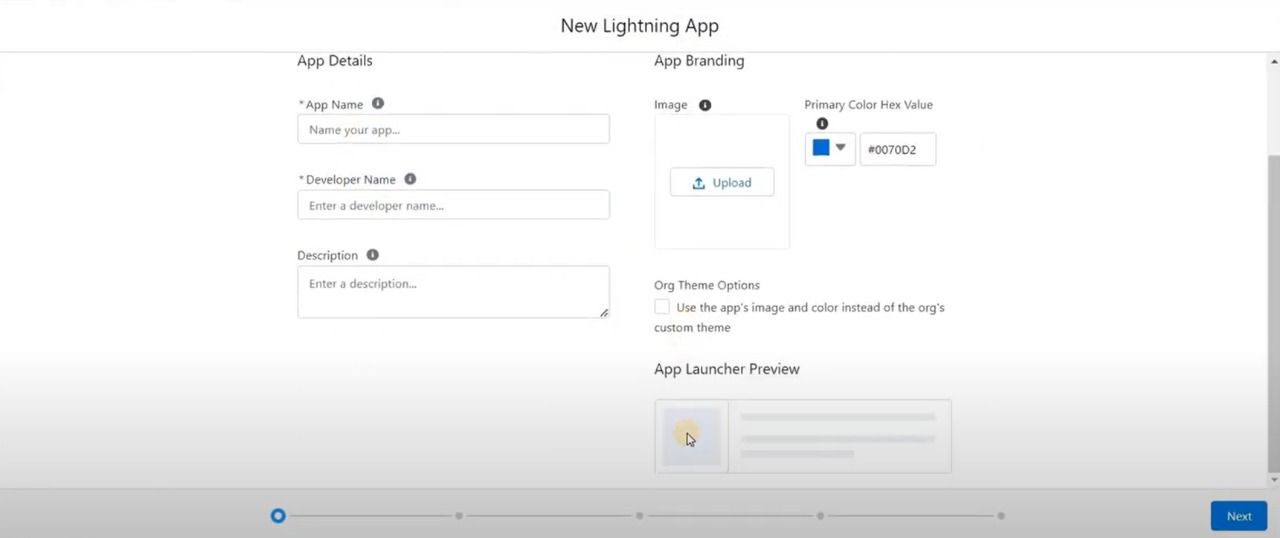 New Lightning App
App Details
* App Name
Name your app...
* Developer Name
Enter a developer name...
Description
Enter a description...
App Branding
Image
Upload
Primary Color Hex Value
#0070D2
Org Theme Options
Use the app's image and color instead of the org's
custom theme
App Launcher Preview
Next